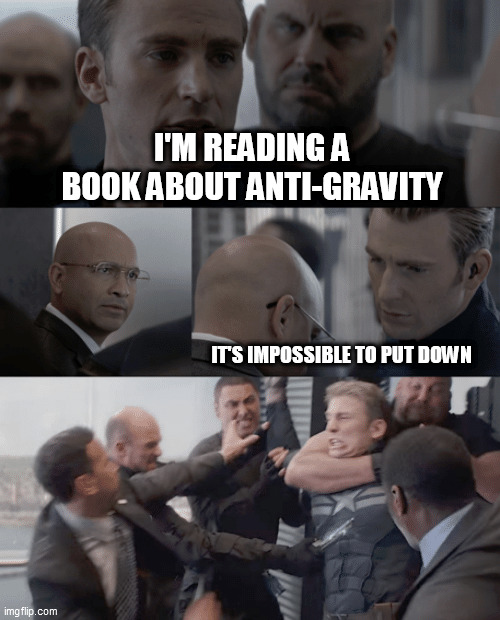 I'M READING A
BOOK ABOUT ANTI-GRAVITY
IT'S IMPOSSIBLE TO PUT DOWN
imgflip.com